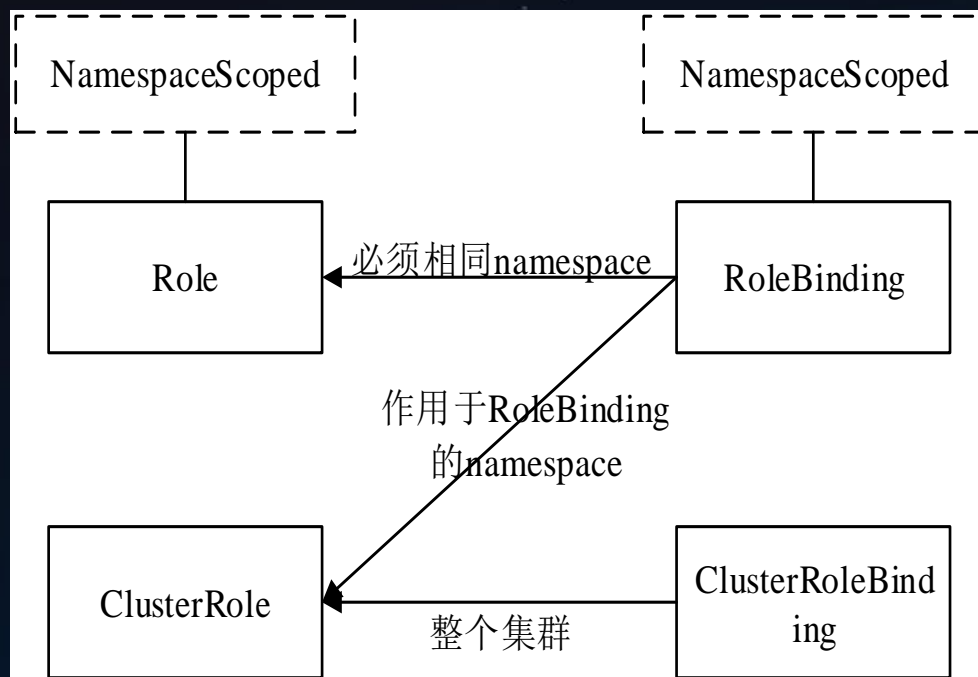 NamespaceScoped
NamespaceScoped
Role
必须相同namespace
RoleBinding
作用于RoleBinding
的namespace
ClusterRole
整个集群
ClusterRoleBind
ing